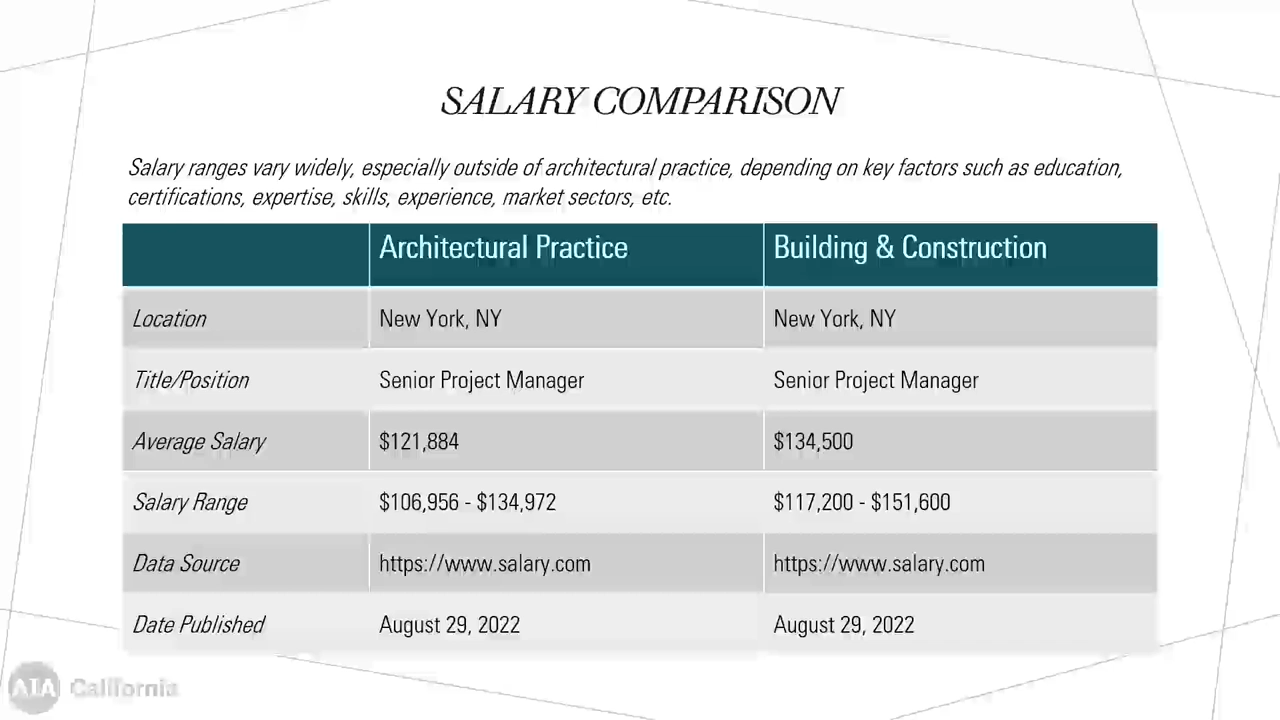 SALARY COMPARISON
Salary ranges vary widely, especially outside of architectural practice, depending on key factors such as education,
certifications, expertise, skills, experience, market sectors, etc.
Architectural Practice Building & Construction
Location New York, NY New York, NY
Title/Position Senior Project Manager Senior Project Manager
Average Salary $121,884 $134,500
Salary Range $106,956 - $134,972 $117,200 - $151,600
Data Source https://www.salary.com https://www.salary.com
Date Published August 29, 2022 August 29, 2022
AIA California